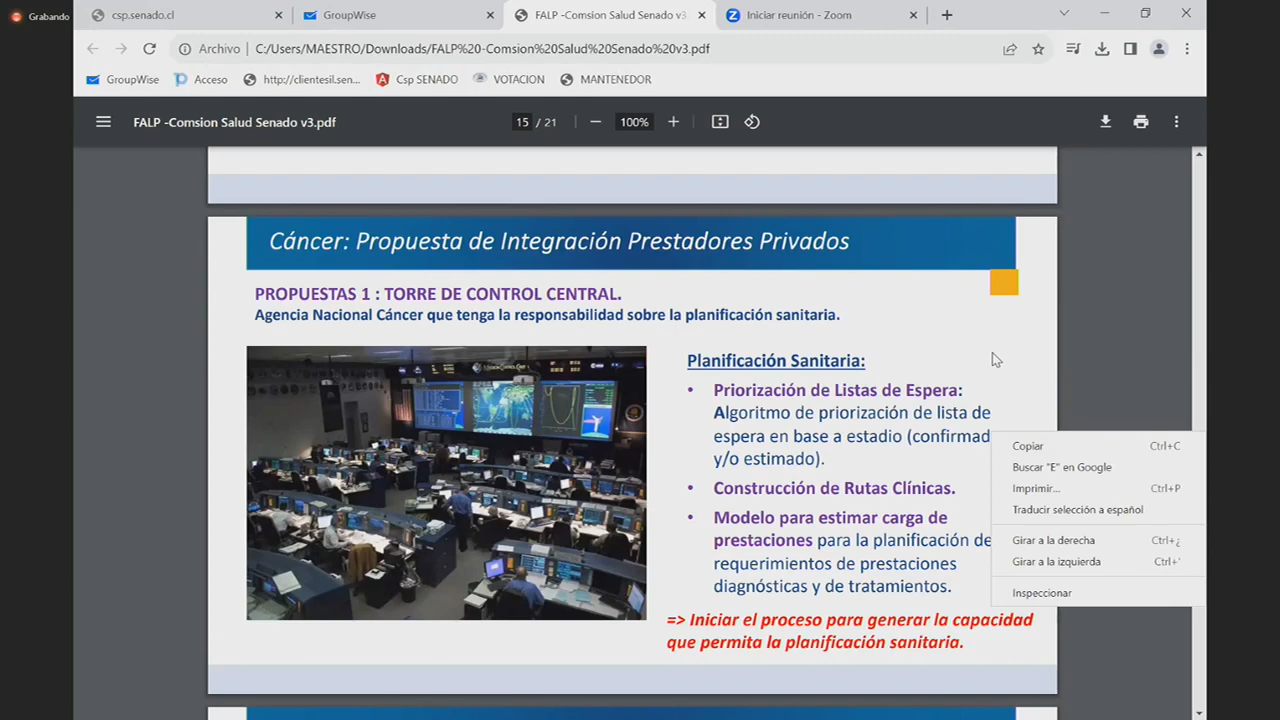 Grabando
csp.senado.cl
GroupWise
FALP -Comsion Salud Senado v3.
Iniciar reunión - Zoom
Archivo
C:/Users/MAESTRO/Downloads/FALP%20-Comsion%20Salud%20Senado%20v3.pdf
GroupWise
Acceso
http://clientesil.sen...
Csp SENADO
VOTACION
MANTENEDOR
FALP -Comsion Salud Senado v3.pdf
15 / 21
100%
Cáncer: Propuesta de Integración Prestadores Privados
PROPUESTAS 1 : TORRE DE CONTROL CENTRAL.
Agencia Nacional Cáncer que tenga la responsabilidad sobre la planificación sanitaria.
Planificación Sanitaria:
• Priorización de Listas de Espera:
Algoritmo de priorización de lista de
espera en base a estadio (confirmad
y/o estimado).
• Construcción de Rutas Clínicas.
• Modelo para estimar carga de
prestaciones para la planificación de
requerimientos de prestaciones
diagnósticas y de tratamientos.
=> Iniciar el proceso para generar la capacidad
que permita la planificación sanitaria.
Copiar Ctrl+C
Buscar "E" en Google
Imprimir... Ctrl+P
Traducir selección a español
Girar a la derecha Ctrl+¿
Girar a la izquierda Ctrl+'
Inspeccionar